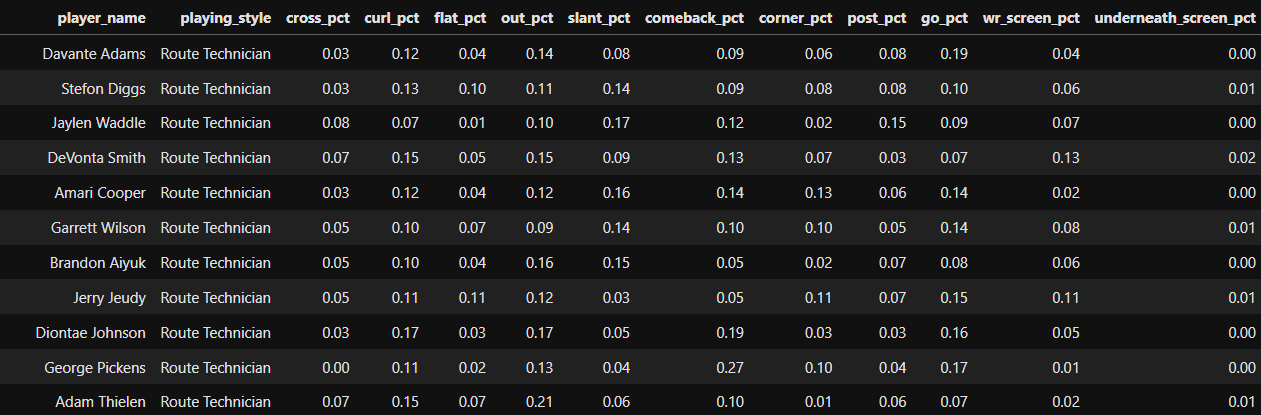 player_name playing_style cross_pct curl_pct flat_pct out_pct slant_pct comeback_pct corner_pct post_pct go_pct wr_screen_pct underneath_screen_pct
Davante Adams Route Technician 0.03 0.12 0.04 0.14 0.08 0.09 0.06 0.08 0.19 0.04 0.00
Stefon Diggs Route Technician 0.03 0.13 0.10 0.11 0.14 0.09 0.08 0.08 0.10 0.06 0.01
Jaylen Waddle Route Technician 0.08 0.07 0.01 0.10 0.17 0.12 0.02 0.15 0.09 0.07 0.00
DeVonta Smith Route Technician 0.07 0.15 0.05 0.15 0.09 0.13 0.07 0.03 0.07 0.13 0.02
Amari Cooper Route Technician 0.03 0.12 0.04 0.12 0.16 0.14 0.13 0.06 0.14 0.02 0.00
Garrett Wilson Route Technician 0.05 0.10 0.07 0.09 0.14 0.10 0.10 0.05 0.14 0.08 0.01
Brandon Aiyuk Route Technician 0.05 0.10 0.04 0.16 0.15 0.05 0.02 0.07 0.08 0.06 0.00
Jerry Jeudy Route Technician 0.05 0.11 0.11 0.12 0.03 0.05 0.11 0.07 0.15 0.11 0.01
Diontae Johnson Route Technician 0.03 0.17 0.03 0.17 0.05 0.19 0.03 0.03 0.16 0.05 0.00
George Pickens Route Technician 0.00 0.11 0.02 0.13 0.04 0.27 0.10 0.04 0.17 0.01 0.00
Adam Thielen Route Technician 0.07 0.15 0.07 0.21 0.06 0.10 0.01 0.06 0.07 0.02 0.01